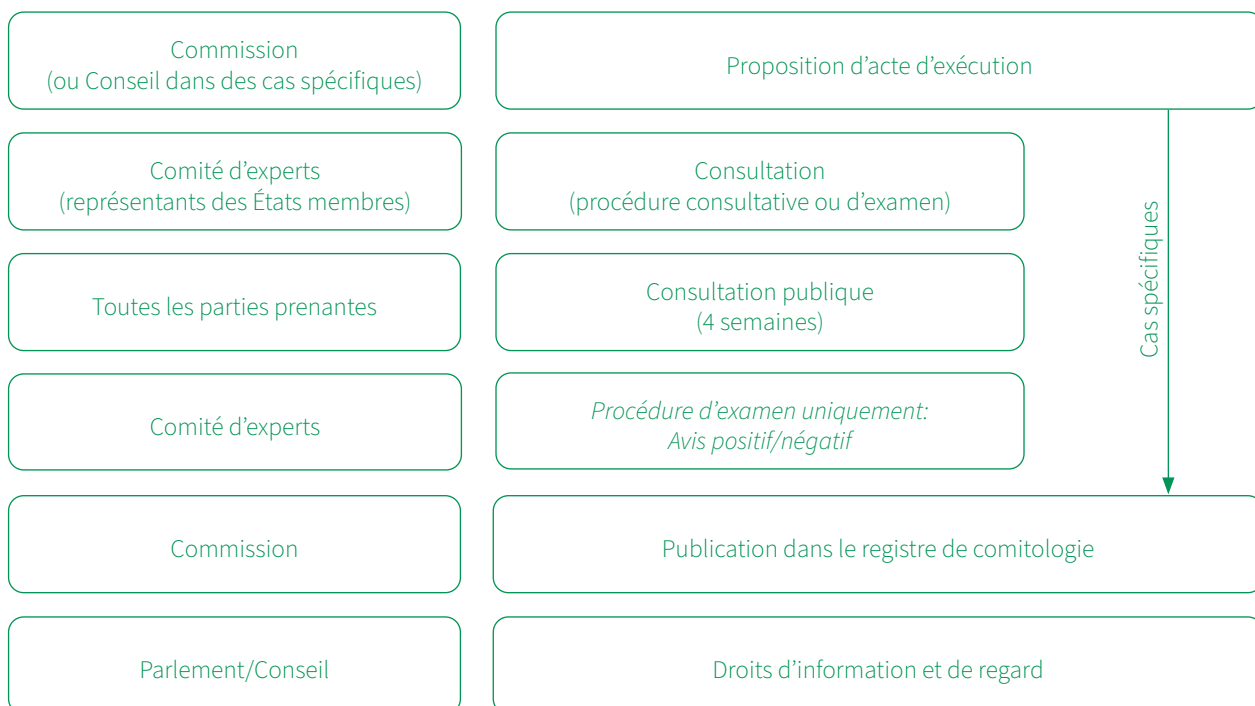 Commission
(ou Conseil dans des cas spécifiques)
Proposition d’acte d’exécution
Comité d’experts
(représentants des États membres)
Consultation
(procédure consultative ou d’examen)
Cas spécifiques
Toutes les parties prenantes
Consultation publique
(4 semaines)
Comité d’experts
Procédure d’examen uniquement:
Avis positif/négatif
Commission
Publication dans le registre de comitologie
Parlement/Conseil
Droits d’information et de regard